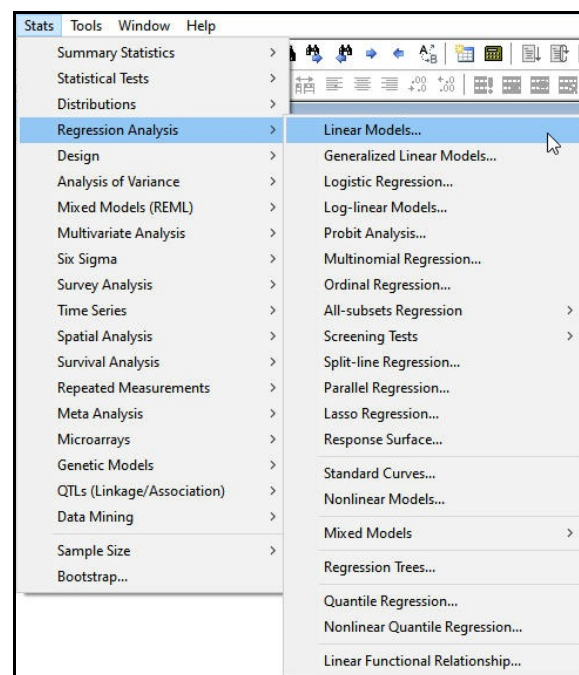 Stats Tools Window Help
Summary Statistics
Statistical Tests
Distributions
Regression Analysis
Design
Analysis of Variance
Mixed Models (REML)
Multivariate Analysis
Six Sigma
Survey Analysis
Time Series
Spatial Analysis
Survival Analysis
Repeated Measurements
Meta Analysis
Microarrays
Genetic Models
QTLs (Linkage/Association)
Data Mining
Sample Size
Bootstrap...
Linear Models...
Generalized Linear Models...
Logistic Regression...
Log-linear Models...
Probit Analysis...
Multinomial Regression...
Ordinal Regression...
All-subsets Regression
Screening Tests
Split-line Regression...
Parallel Regression...
Lasso Regression...
Response Surface...
Standard Curves...
Nonlinear Models...
Mixed Models
Regression Trees...
Quantile Regression...
Nonlinear Quantile Regression...
Linear Functional Relationship...